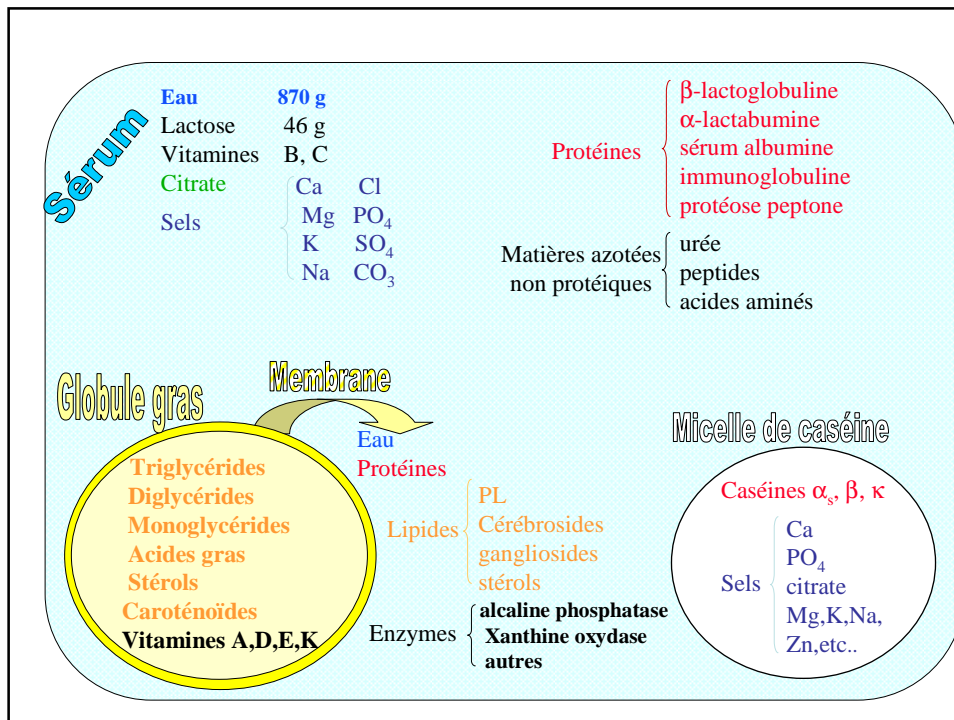 Sérum
Eau 870 g
Lactose 46 g
Vitamines B, C
Citrate
Sels
Ca Cl
Mg PO4
K SO4
Na CO3
Protéines
β-lactoglobuline
α-lactabumine
sérum albumine
immunoglobuline
protéose peptone
Matières azotées
non protéiques
urée
peptides
acides aminés
Globule gras
Triglycérides
Diglycérides
Monoglycérides
Acides gras
Stérols
Caroténoïdes
Vitamines A,D,E,K
Membrane
Eau
Protéines
Lipides
PL
Cérébrosides
gangliosides
stérols
Enzymes
alcaline phosphatase
Xanthine oxydase
autres
Micelle de caséine
Caséines αs, β, κ
Sels
Ca
PO4
citrate
Mg,K,Na,
Zn,etc..